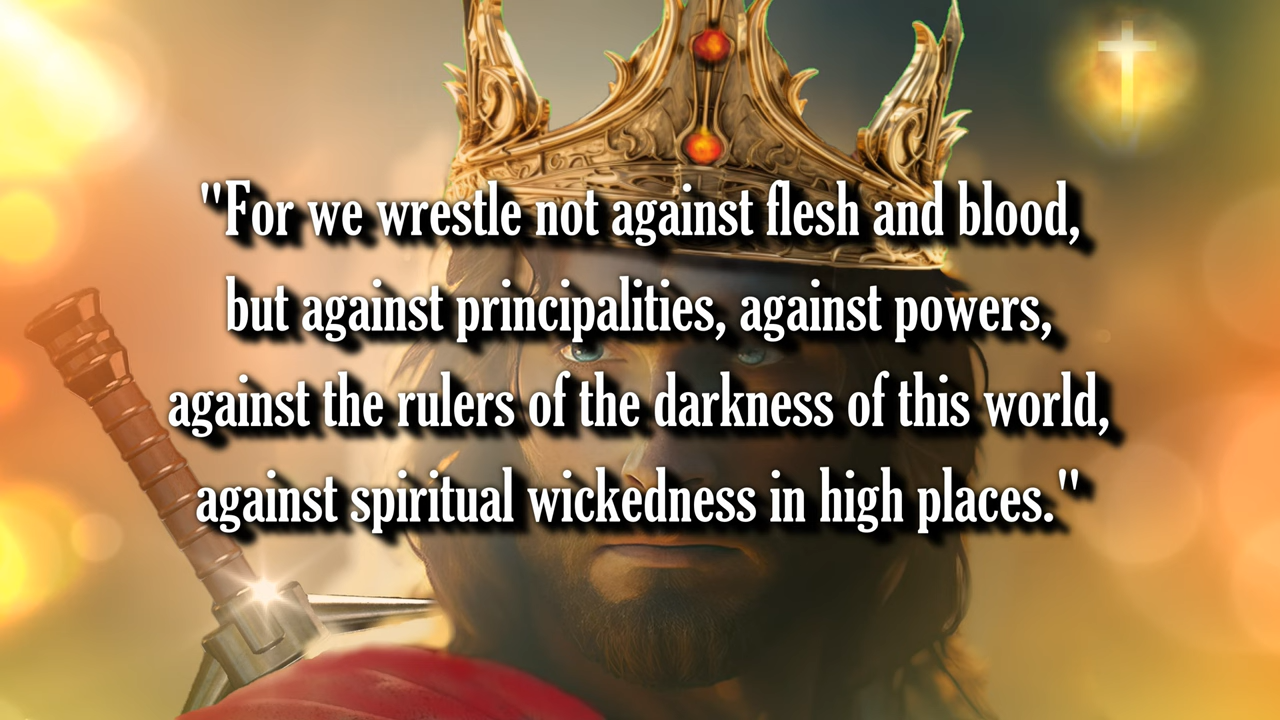 "For we wrestle not against flesh and blood,
but against principalities, against powers,
against the rulers of the darkness of this world,
against spiritual wickedness in high places."